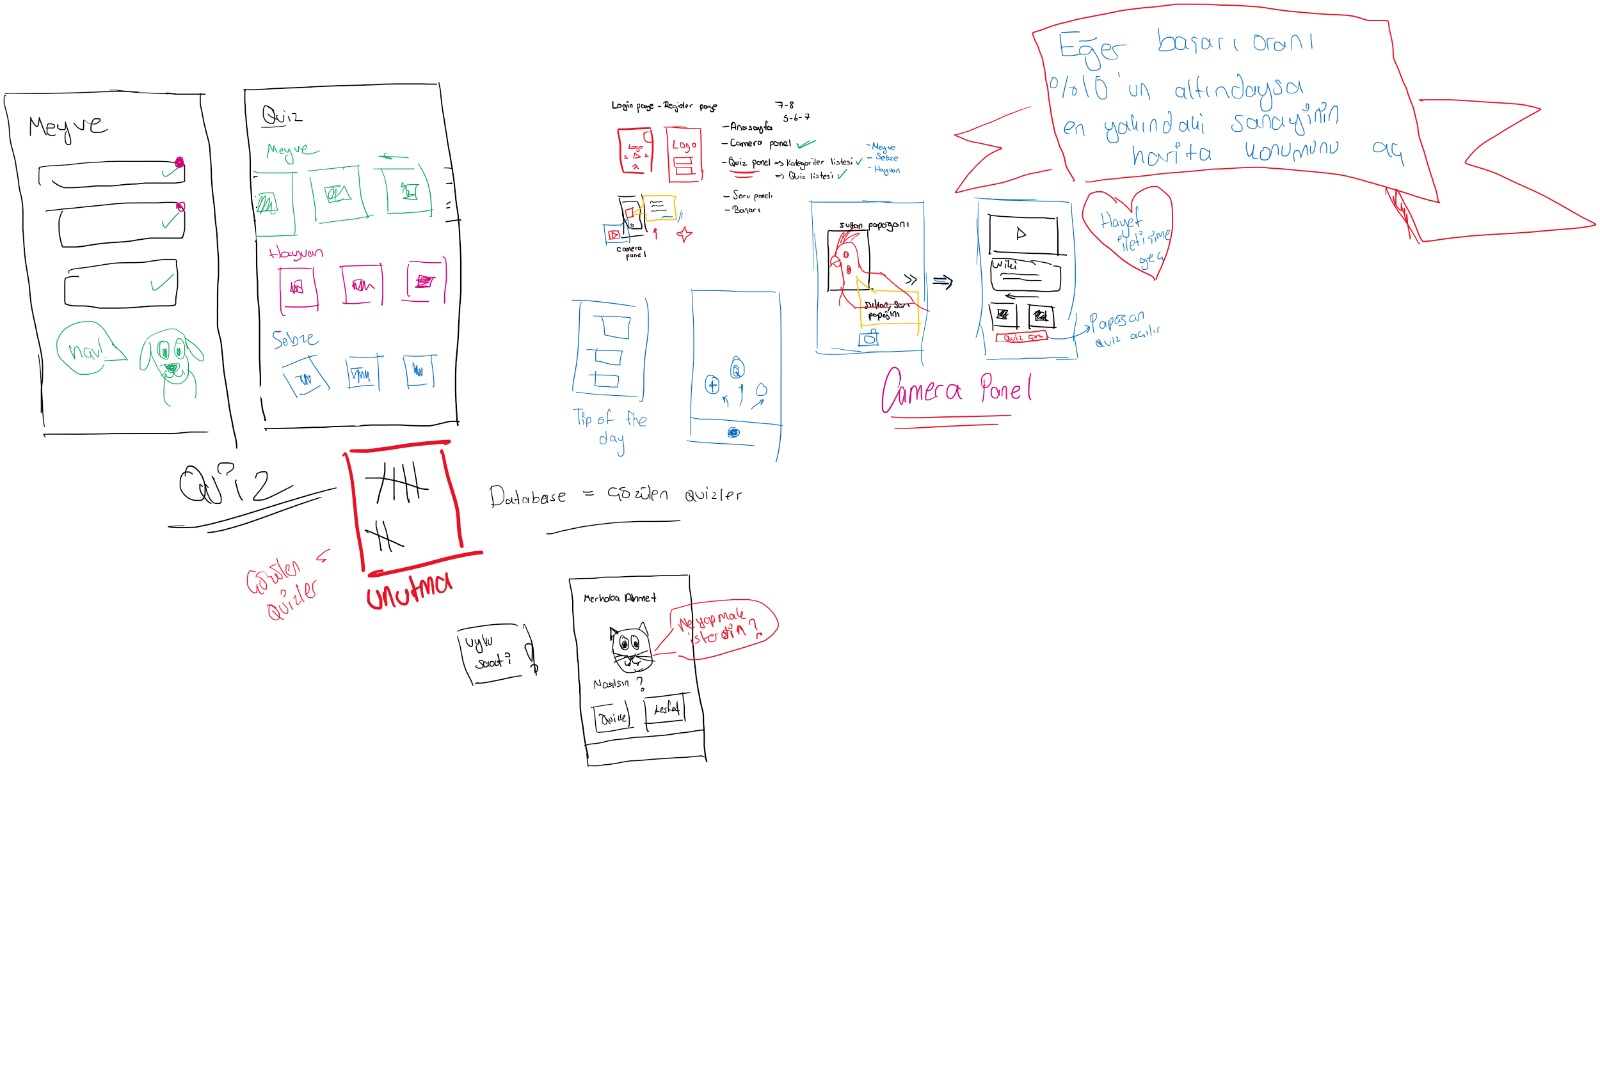 Meyve
hav!
Quiz
Meyve
Hayvan
Sebze
Quiz
Çözülen
quizler
unutma
Database = Çözülen quizler
Login page - Register page
7-8
5-6-7
Logo
Logo
- Anasayfa
- Camera panel
- Quiz panel ⇒ Kategoriler listesi
⇒ Quiz listesi
- Meyve
- Sebze
- Hayvan
- Soru paneli
- Başarı
Camera
panel
Tip of the
day
Q
sultan papağanı
sultan sarı
papağan
Wiki
Quiz Çöz
Papağan
quiz açılır
Camera Panel
Hayef
iletişime
geç
Eğer başarı oranı
%10'un altındaysa
en yakındaki sanayinin
harita konumunu aç
uyku
saati
!
Merhaba Ahmet
Ne yapmak
isterdin?
Nasılsın?
Keşfet